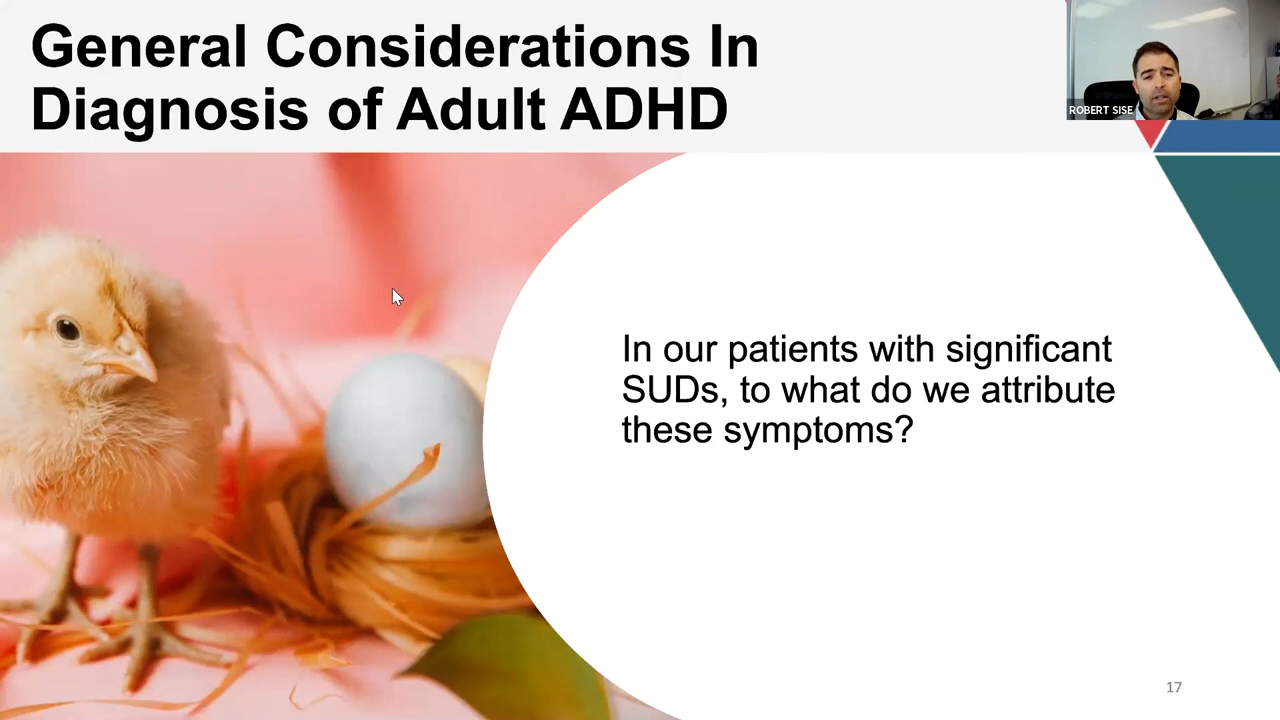 General Considerations In
Diagnosis of Adult ADHD
ROBERT SISE
In our patients with significant
SUDs, to what do we attribute
these symptoms?
17